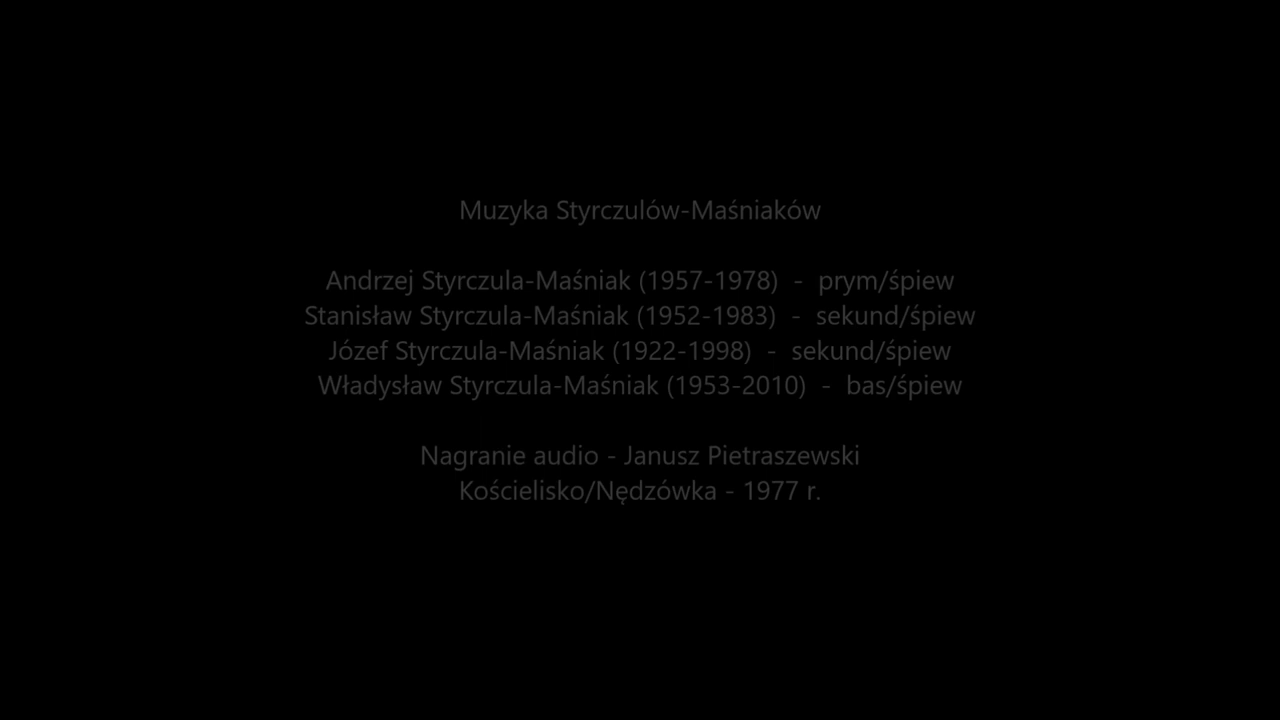 Muzyka Styrczulów-Maśniaków
Andrzej Styrczula-Maśniak (1957-1978) - prym/śpiew
Stanisław Styrczula-Maśniak (1952-1983) - sekund/śpiew
Józef Styrczula-Maśniak (1922-1998) - sekund/śpiew
Władysław Styrczula-Maśniak (1953-2010) - bas/śpiew
Nagranie audio - Janusz Pietraszewski
Kościelisko/Nędzówka - 1977 r.